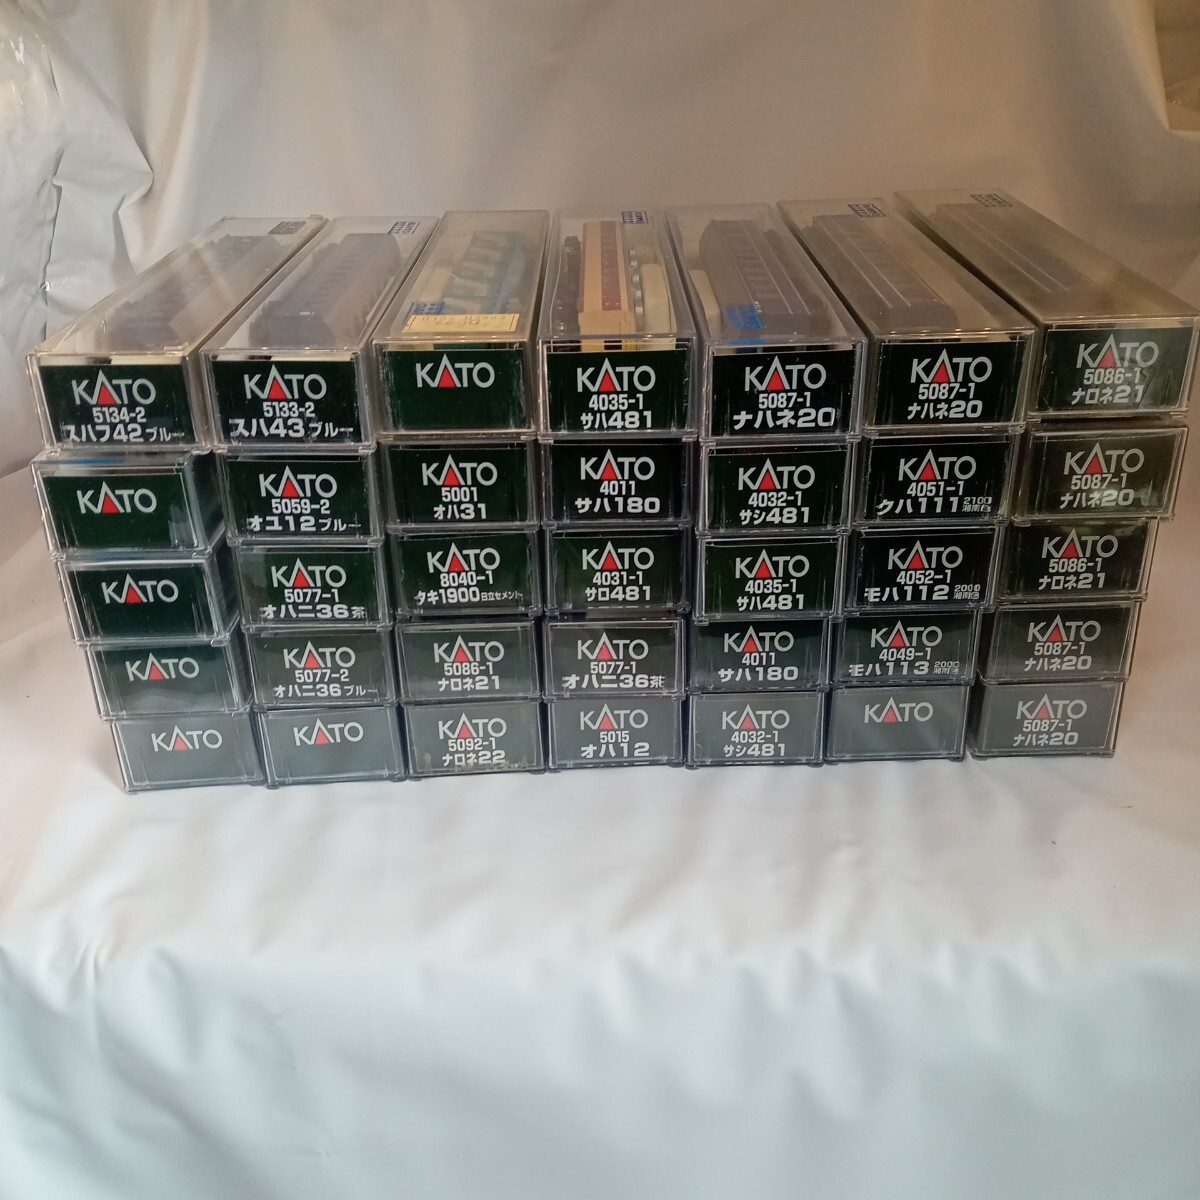 KATO
5134-2
スハフ42 ブルー
KATO
5133-2
スハ43 ブルー
KATO
KATO
4035-1
サハ481
KATO
5087-1
ナハネ20
KATO
5087-1
ナハネ20
KATO
5086-1
ナロネ21
KATO
KATO
5059-2
オユ12 ブルー
KATO
5001
オハ31
KATO
4011
サハ180
KATO
4032-1
サシ481
KATO
4051-1
クハ111 2100
湘南色
KATO
5087-1
ナハネ20
KATO
KATO
5077-1
オハニ36 茶
KATO
8040-1
タキ1900 日立セメント
KATO
4031-1
サロ481
KATO
4035-1
サハ481
KATO
4052-1
モハ112 2000
湘南色
KATO
5086-1
ナロネ21
KATO
KATO
5077-2
オハニ36 ブルー
KATO
5086-1
ナロネ21
KATO
5077-1
オハニ36 茶
KATO
4011
サハ180
KATO
4049-1
モハ113 2000
湘南色
KATO
5087-1
ナハネ20
KATO
KATO
KATO
5092-1
ナロネ22
KATO
5015
オハ12
KATO
4032-1
サシ481
KATO
KATO
5087-1
ナハネ20